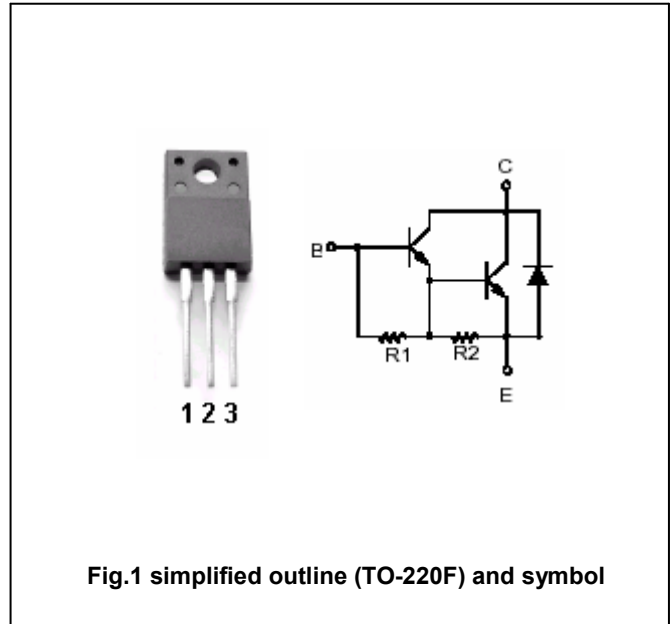 C
B
R1 R2
E
1 2 3
Fig.1 simplified outline (TO-220F) and symbol